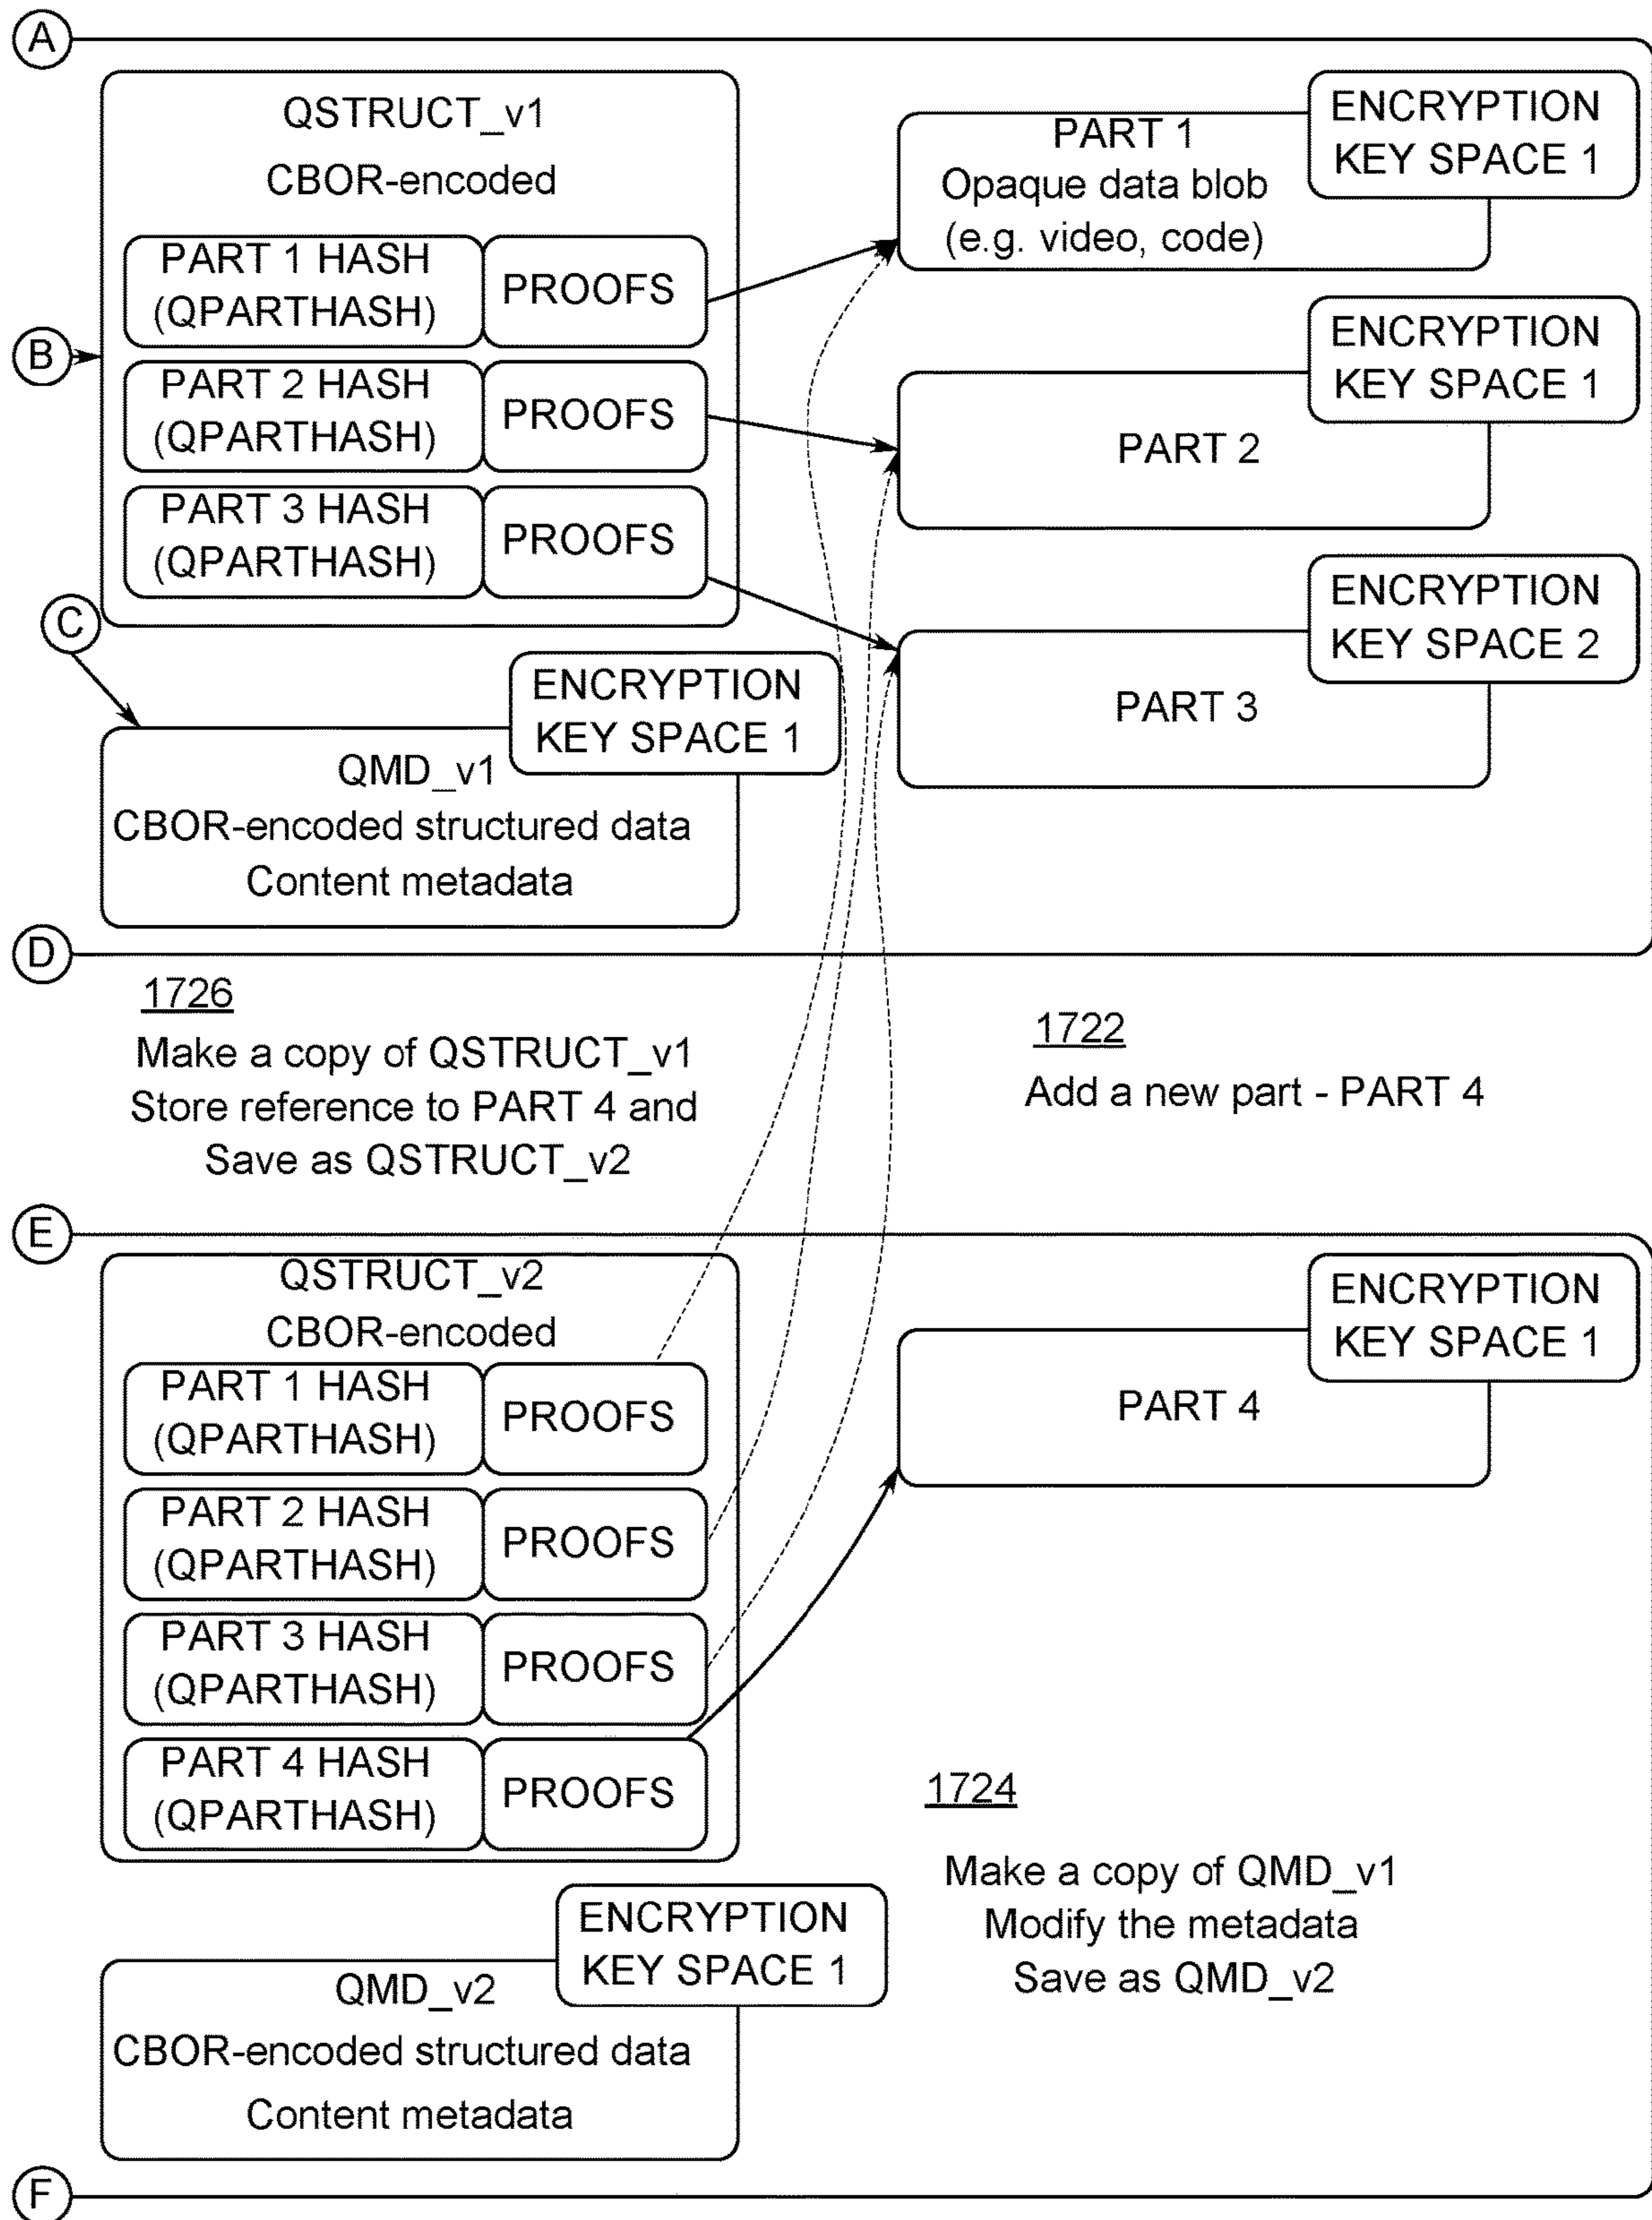 A
QSTRUCT_v1
CBOR-encoded
PART 1 HASH
(QPARTHASH)
PROOFS
B
PART 2 HASH
(QPARTHASH)
PROOFS
PART 3 HASH
(QPARTHASH)
PROOFS
PART 1
Opaque data blob
(e.g. video, code)
ENCRYPTION
KEY SPACE 1
PART 2
ENCRYPTION
KEY SPACE 1
PART 3
ENCRYPTION
KEY SPACE 2
C
ENCRYPTION
KEY SPACE 1
QMD_v1
CBOR-encoded structured data
Content metadata
D
1726
Make a copy of QSTRUCT_v1
Store reference to PART 4 and
Save as QSTRUCT_v2
1722
Add a new part - PART 4
E
QSTRUCT_v2
CBOR-encoded
PART 1 HASH
(QPARTHASH)
PROOFS
PART 2 HASH
(QPARTHASH)
PROOFS
PART 3 HASH
(QPARTHASH)
PROOFS
PART 4 HASH
(QPARTHASH)
PROOFS
ENCRYPTION
KEY SPACE 1
PART 4
1724
Make a copy of QMD_v1
Modify the metadata
Save as QMD_v2
ENCRYPTION
KEY SPACE 1
QMD_v2
CBOR-encoded structured data
Content metadata
F